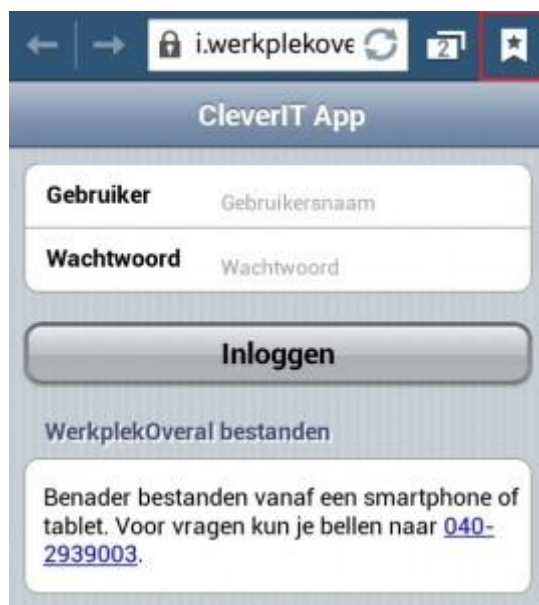 i.werkplekove 2
CleverIT App
Gebruiker Gebruikersnaam
Wachtwoord Wachtwoord
Inloggen
WerkplekOveral bestanden
Benader bestanden vanaf een smartphone of
tablet. Voor vragen kun je bellen naar 040-
2939003.